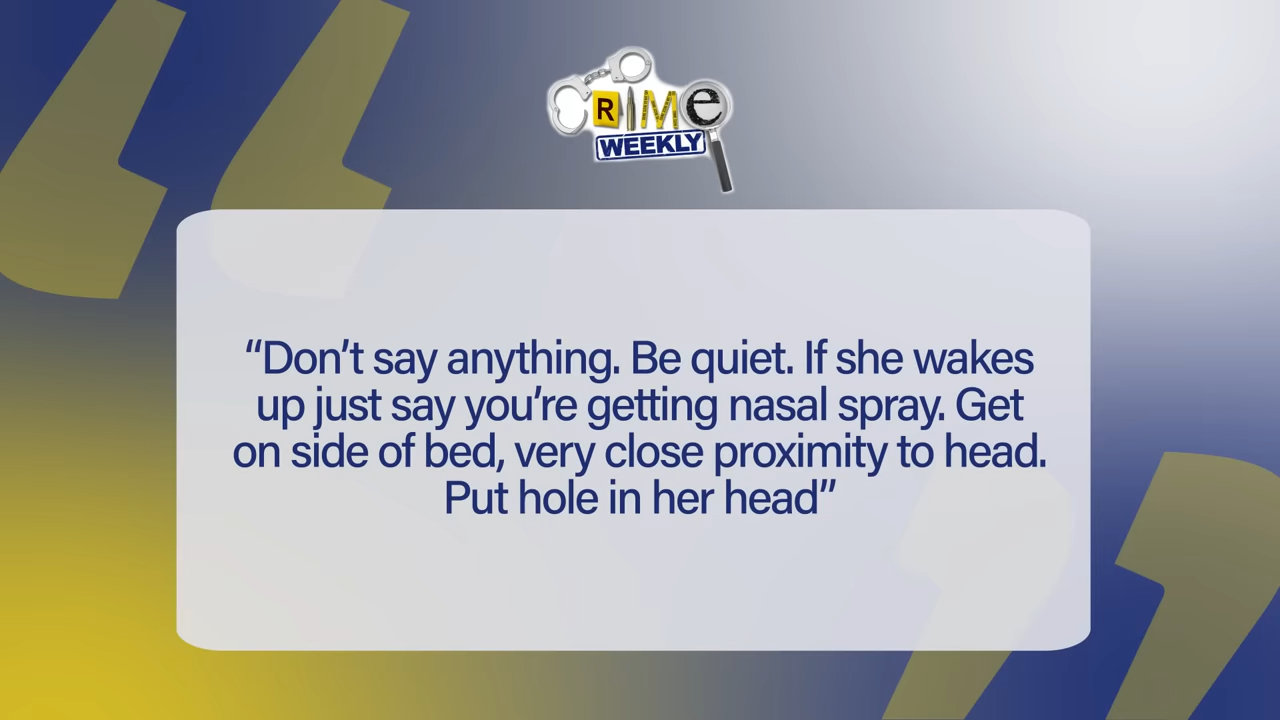 CRIME
WEEKLY
“Don’t say anything. Be quiet. If she wakes
up just say you’re getting nasal spray. Get
on side of bed, very close proximity to head.
Put hole in her head”